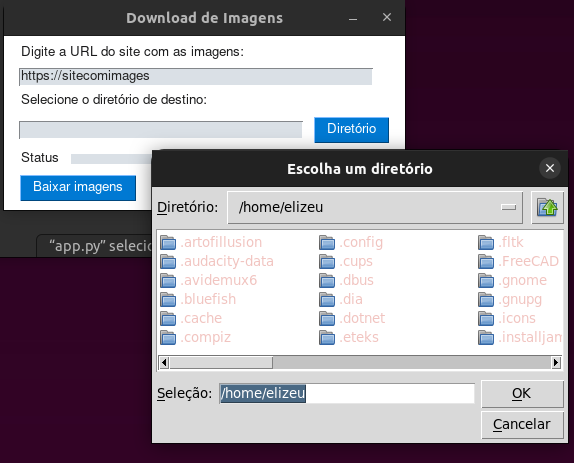 Download de Imagens
Digite a URL do site com as imagens:
https://sitecomimages
Selecione o diretório de destino:
Diretório
Status
Baixar imagens
“app.py” selecio
Escolha um diretório
Diretório: /home/elizeu
.artofillusion .config .fltk
.audacity-data .cups .FreeCAD
.avidemux6 .dbus .gnome
.bluefish .dia .gnupg
.cache .dotnet .icons
.compiz .eteks .installjam
Seleção: /home/elizeu OK
Cancelar